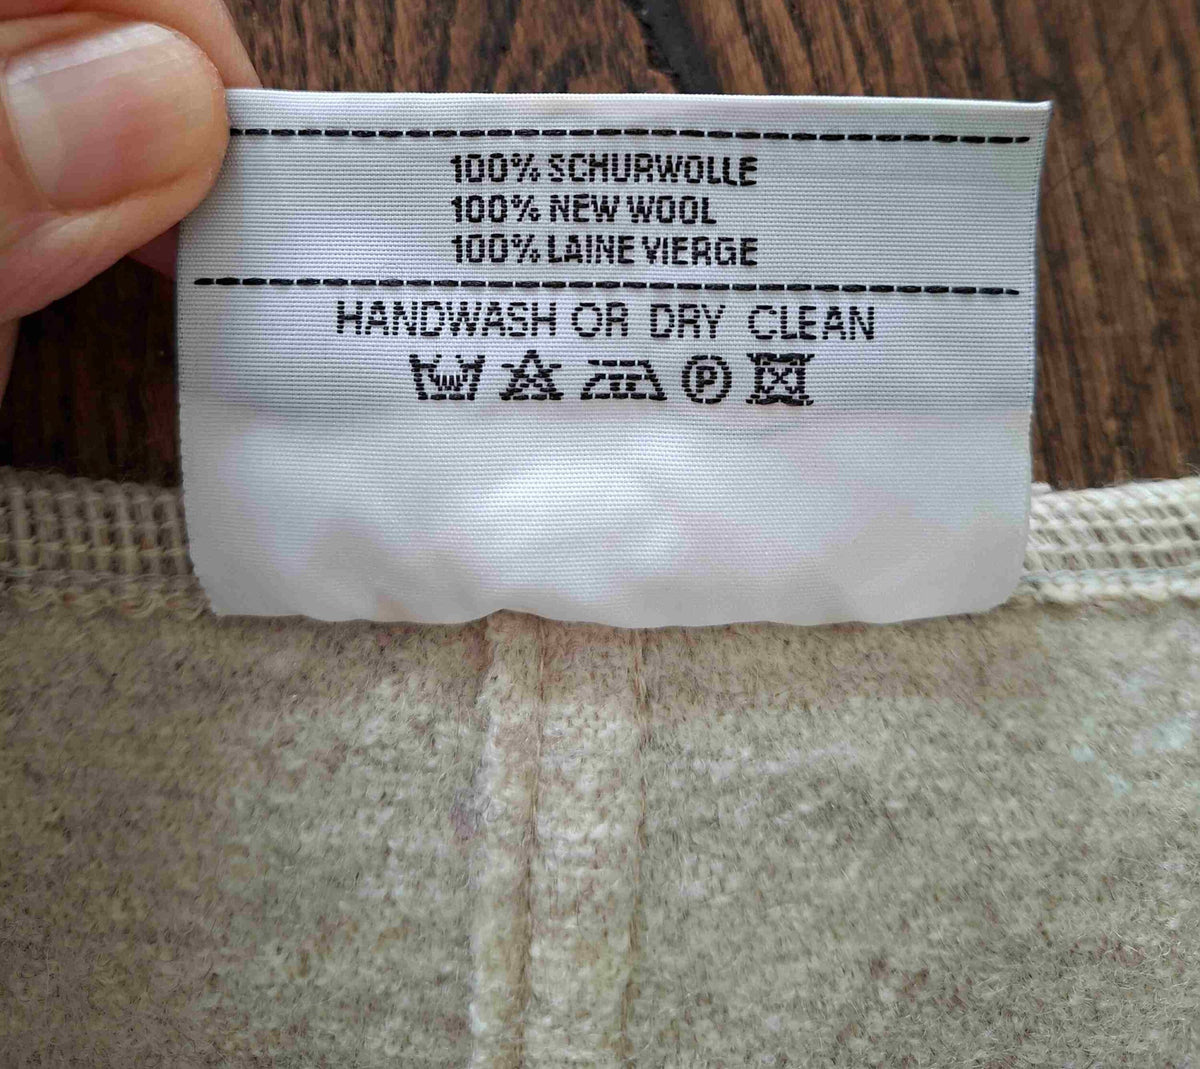 100% SCHURWOLLE
100% NEW WOOL
100% LAINE VIERGE
HANDWASH OR DRY CLEAN
P